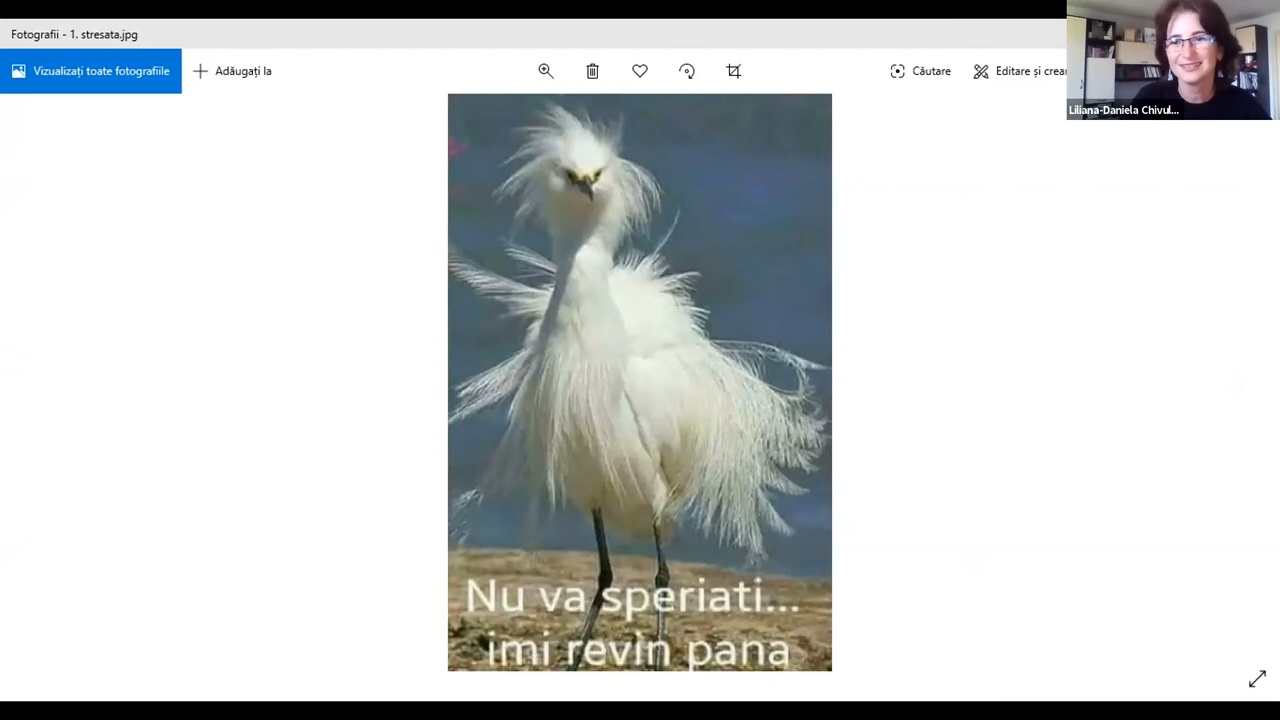 Fotografii - 1. stresata.jpg
Vizualizați toate fotografiile
Adăugați la
Căutare
Editare și crear
Liliana-Daniela Chivul...
Nu va speriati...
imi revin pana